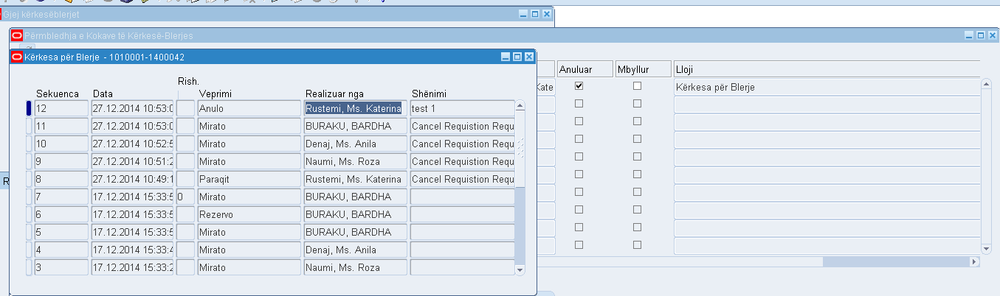 Gjej kërkesëblerjet
Përmbledhja e Kokave të Kërkesë-Blerjes
Kërkesa për Blerje - 1010001-1400042
Anuluar Mbyllur Lloji
Kate Kërkesa për Blerje
Rish.
Sekuenca Data Veprimi Realizuar nga Shënimi
12 27.12.2014 10:53:0 Anulo Rustemi, Ms. Katerina test 1
11 27.12.2014 10:53:0 Mirato BURAKU, BARDHA Cancel Requistion Requ
10 27.12.2014 10:52:5 Mirato Denaj, Ms. Anila Cancel Requistion Requ
9 27.12.2014 10:51:2 Mirato Naumi, Ms. Roza Cancel Requistion Requ
8 27.12.2014 10:49:1 Paraqit Rustemi, Ms. Katerina Cancel Requistion Requ
7 17.12.2014 15:33:5 0 Mirato BURAKU, BARDHA
6 17.12.2014 15:33:5 Rezervo BURAKU, BARDHA
5 17.12.2014 15:33:5 Mirato BURAKU, BARDHA
4 17.12.2014 15:33:4 Mirato Denaj, Ms. Anila
3 17.12.2014 15:33:2 Mirato Naumi, Ms. Roza
R